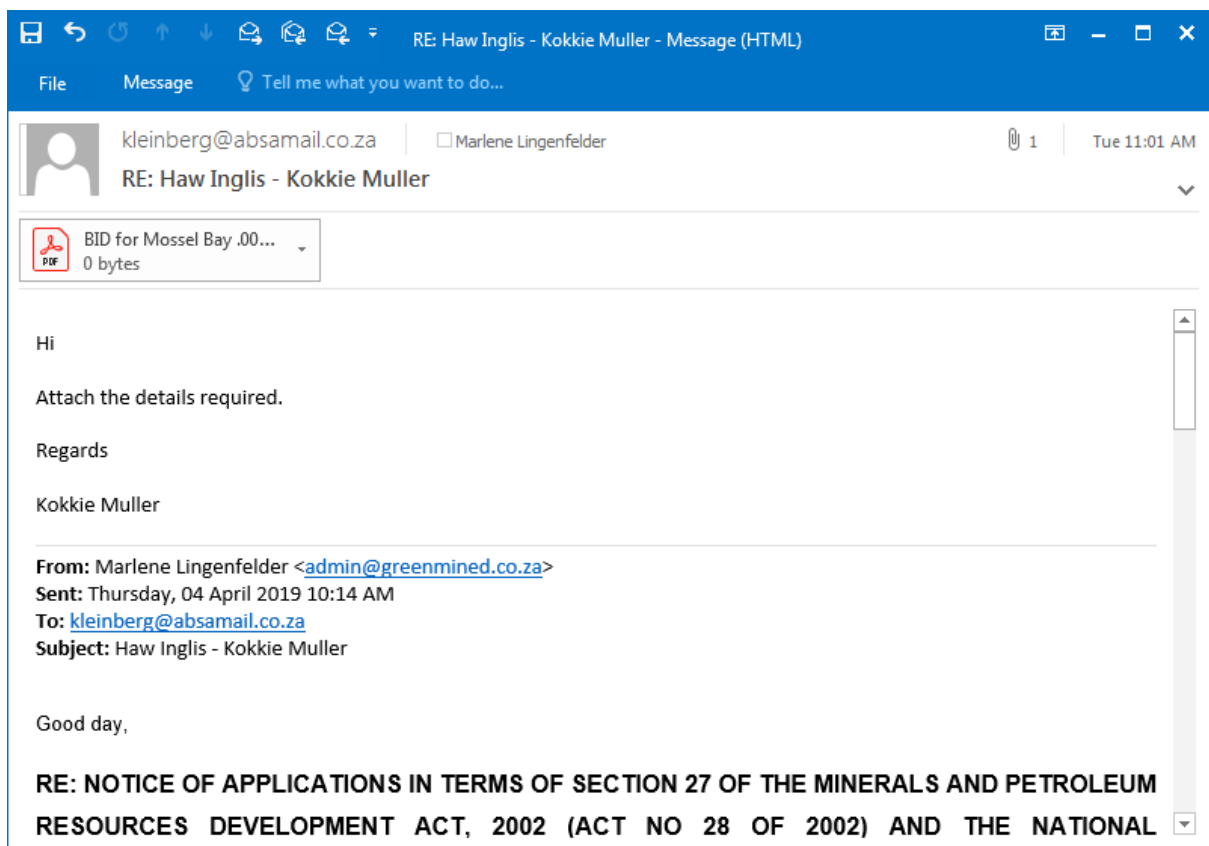 RE: Haw Inglis - Kokkie Muller - Message (HTML)
File Message Tell me what you want to do...
kleinberg@absamail.co.za Marlene Lingenfelder 1 Tue 11:01 AM
RE: Haw Inglis - Kokkie Muller
BID for Mossel Bay .00...
PDF
0 bytes
Hi
Attach the details required.
Regards
Kokkie Muller
From: Marlene Lingenfelder <admin@greenmined.co.za>
Sent: Thursday, 04 April 2019 10:14 AM
To: kleinberg@absamail.co.za
Subject: Haw Inglis - Kokkie Muller
Good day,
RE: NOTICE OF APPLICATIONS IN TERMS OF SECTION 27 OF THE MINERALS AND PETROLEUM
RESOURCES DEVELOPMENT ACT, 2002 (ACT NO 28 OF 2002) AND THE NATIONAL